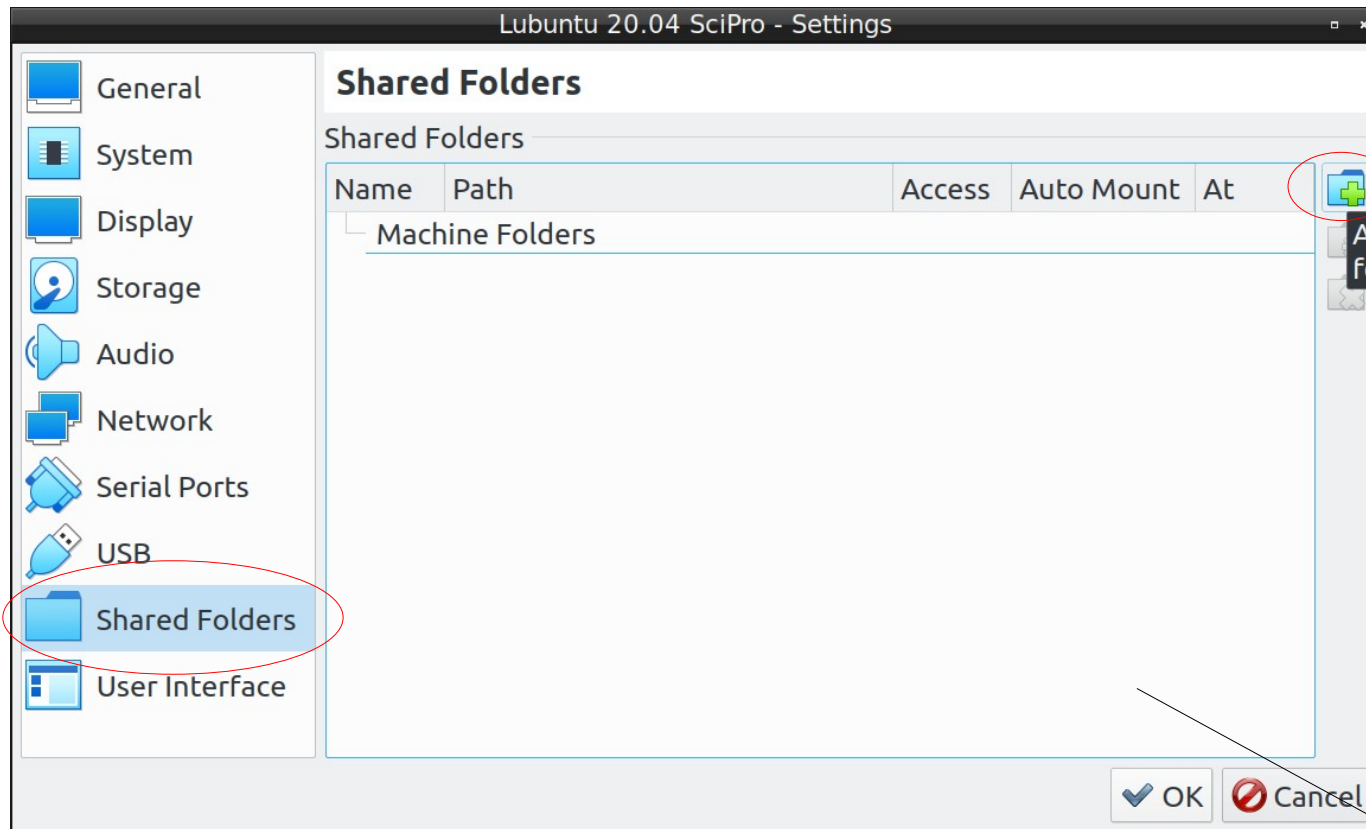 Lubuntu 20.04 SciPro - Settings
General
System
Display
Storage
Audio
Network
Serial Ports
USB
Shared Folders
User Interface
Shared Folders
Shared Folders
Name Path Access Auto Mount At
Machine Folders
OK Cancel